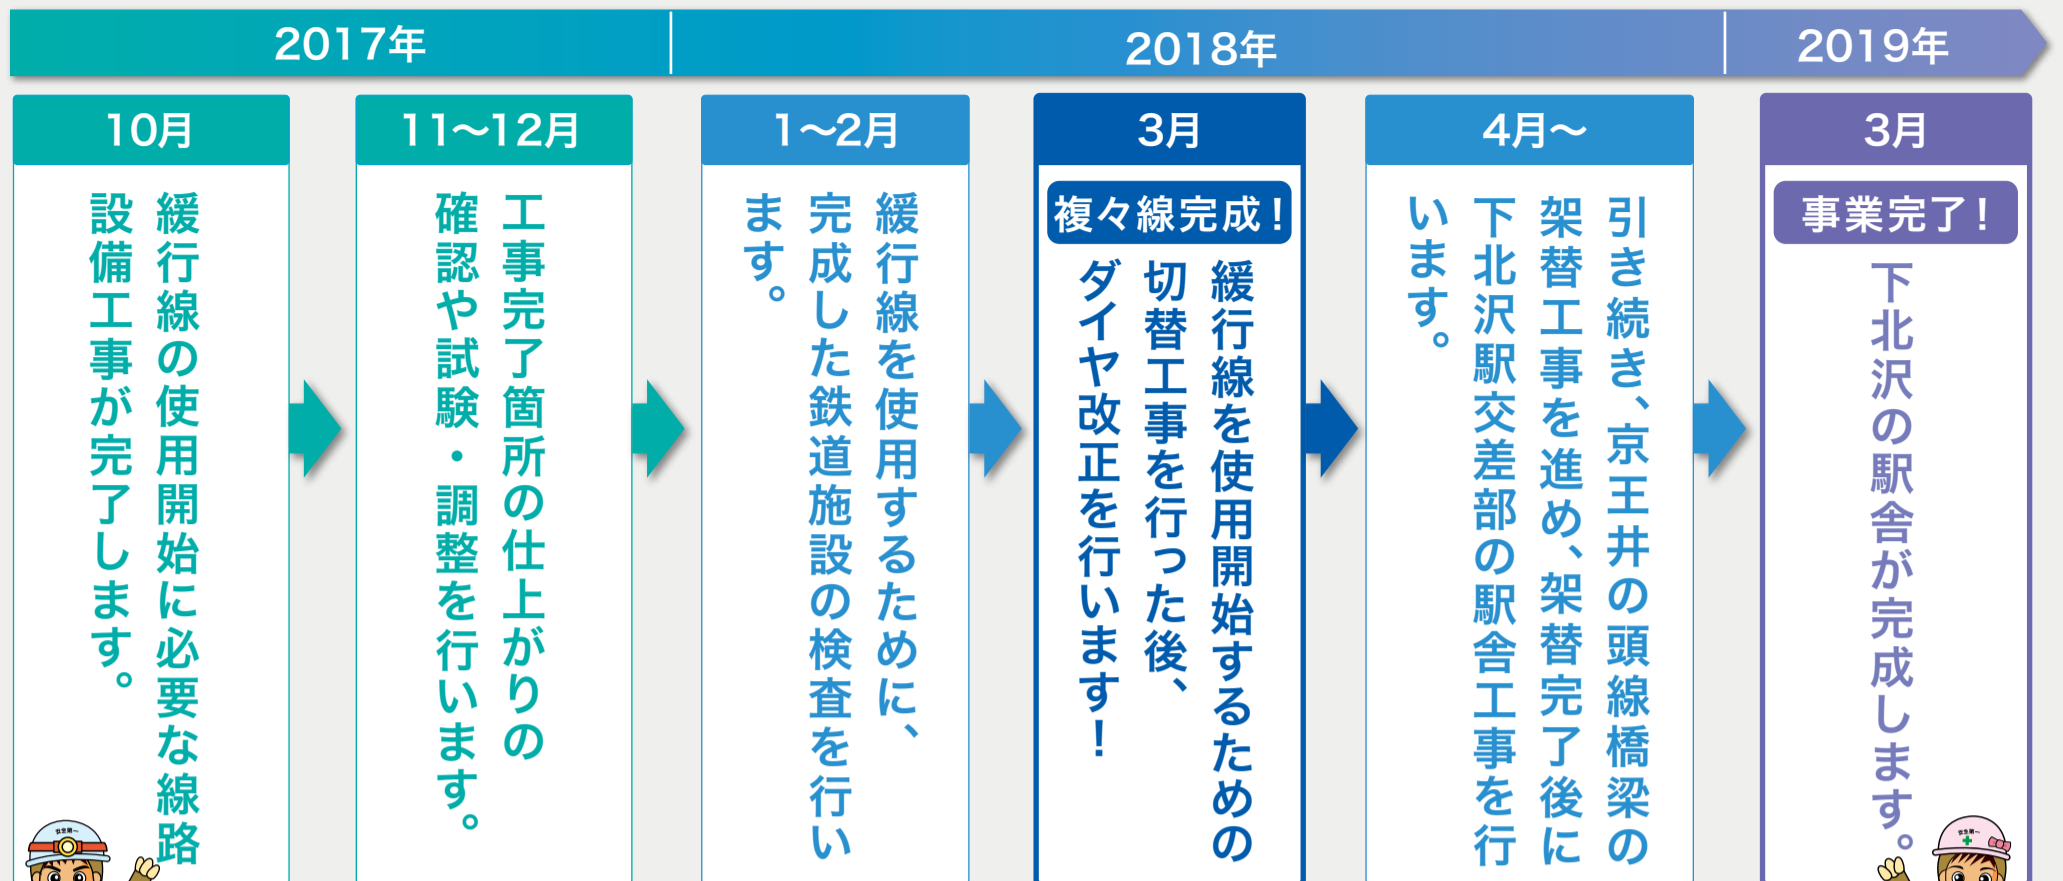 2017年
2018年
2019年
10月
緩行線の使用開始に必要な線路
設備工事が完了します。
11〜12月
工事完了箇所の仕上がりの
確認や試験・調整を行います。
1〜2月
緩行線を使用するために、
完成した鉄道施設の検査を行い
ます。
3月
複々線完成！
緩行線を使用開始するための
切替工事を行った後、
ダイヤ改正を行います！
4月〜
引き続き、京王井の頭線橋梁の
架替工事を進め、架替完了後に
下北沢駅交差部の駅舎工事を行
います。
3月
事業完了！
下北沢の駅舎が完成します。
安全第一
安全第一